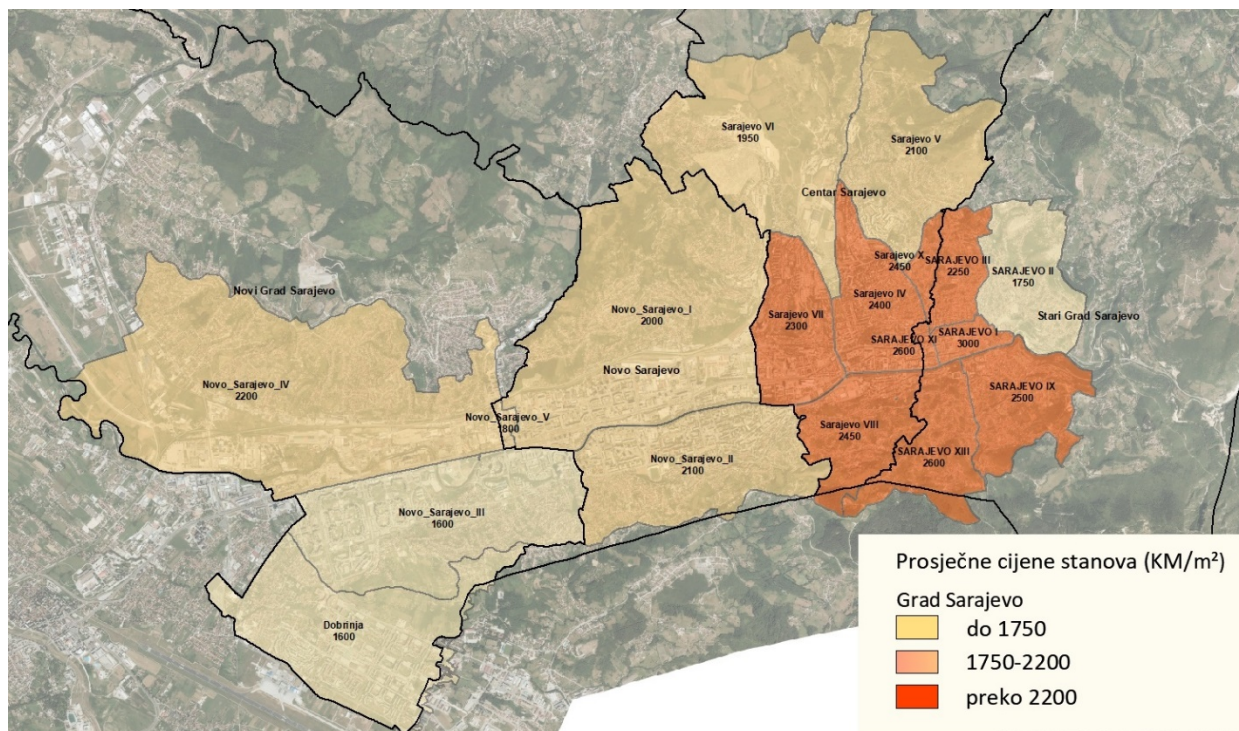 Sarajevo VI
1950
Sarajevo V
2100
Centar Sarajevo
Sarajevo X
2450
SARAJEVO III
2250
SARAJEVO II
1750
Novi Grad Sarajevo
Sarajevo IV
2400
Novo_Sarajevo_I
2000
Sarajevo VII
2300
Stari Grad Sarajevo
SARAJEVO I
3000
SARAJEVO XI
2600
Novo Sarajevo
Novo_Sarajevo_IV
2200
SARAJEVO IX
2500
Novo_Sarajevo_V
1800
Sarajevo VIII
2450
SARAJEVO XIII
2600
Novo_Sarajevo_II
2100
Novo_Sarajevo_III
1600
Dobrinja
1600
Prosječne cijene stanova (KM/m²)
Grad Sarajevo
do 1750
1750-2200
preko 2200